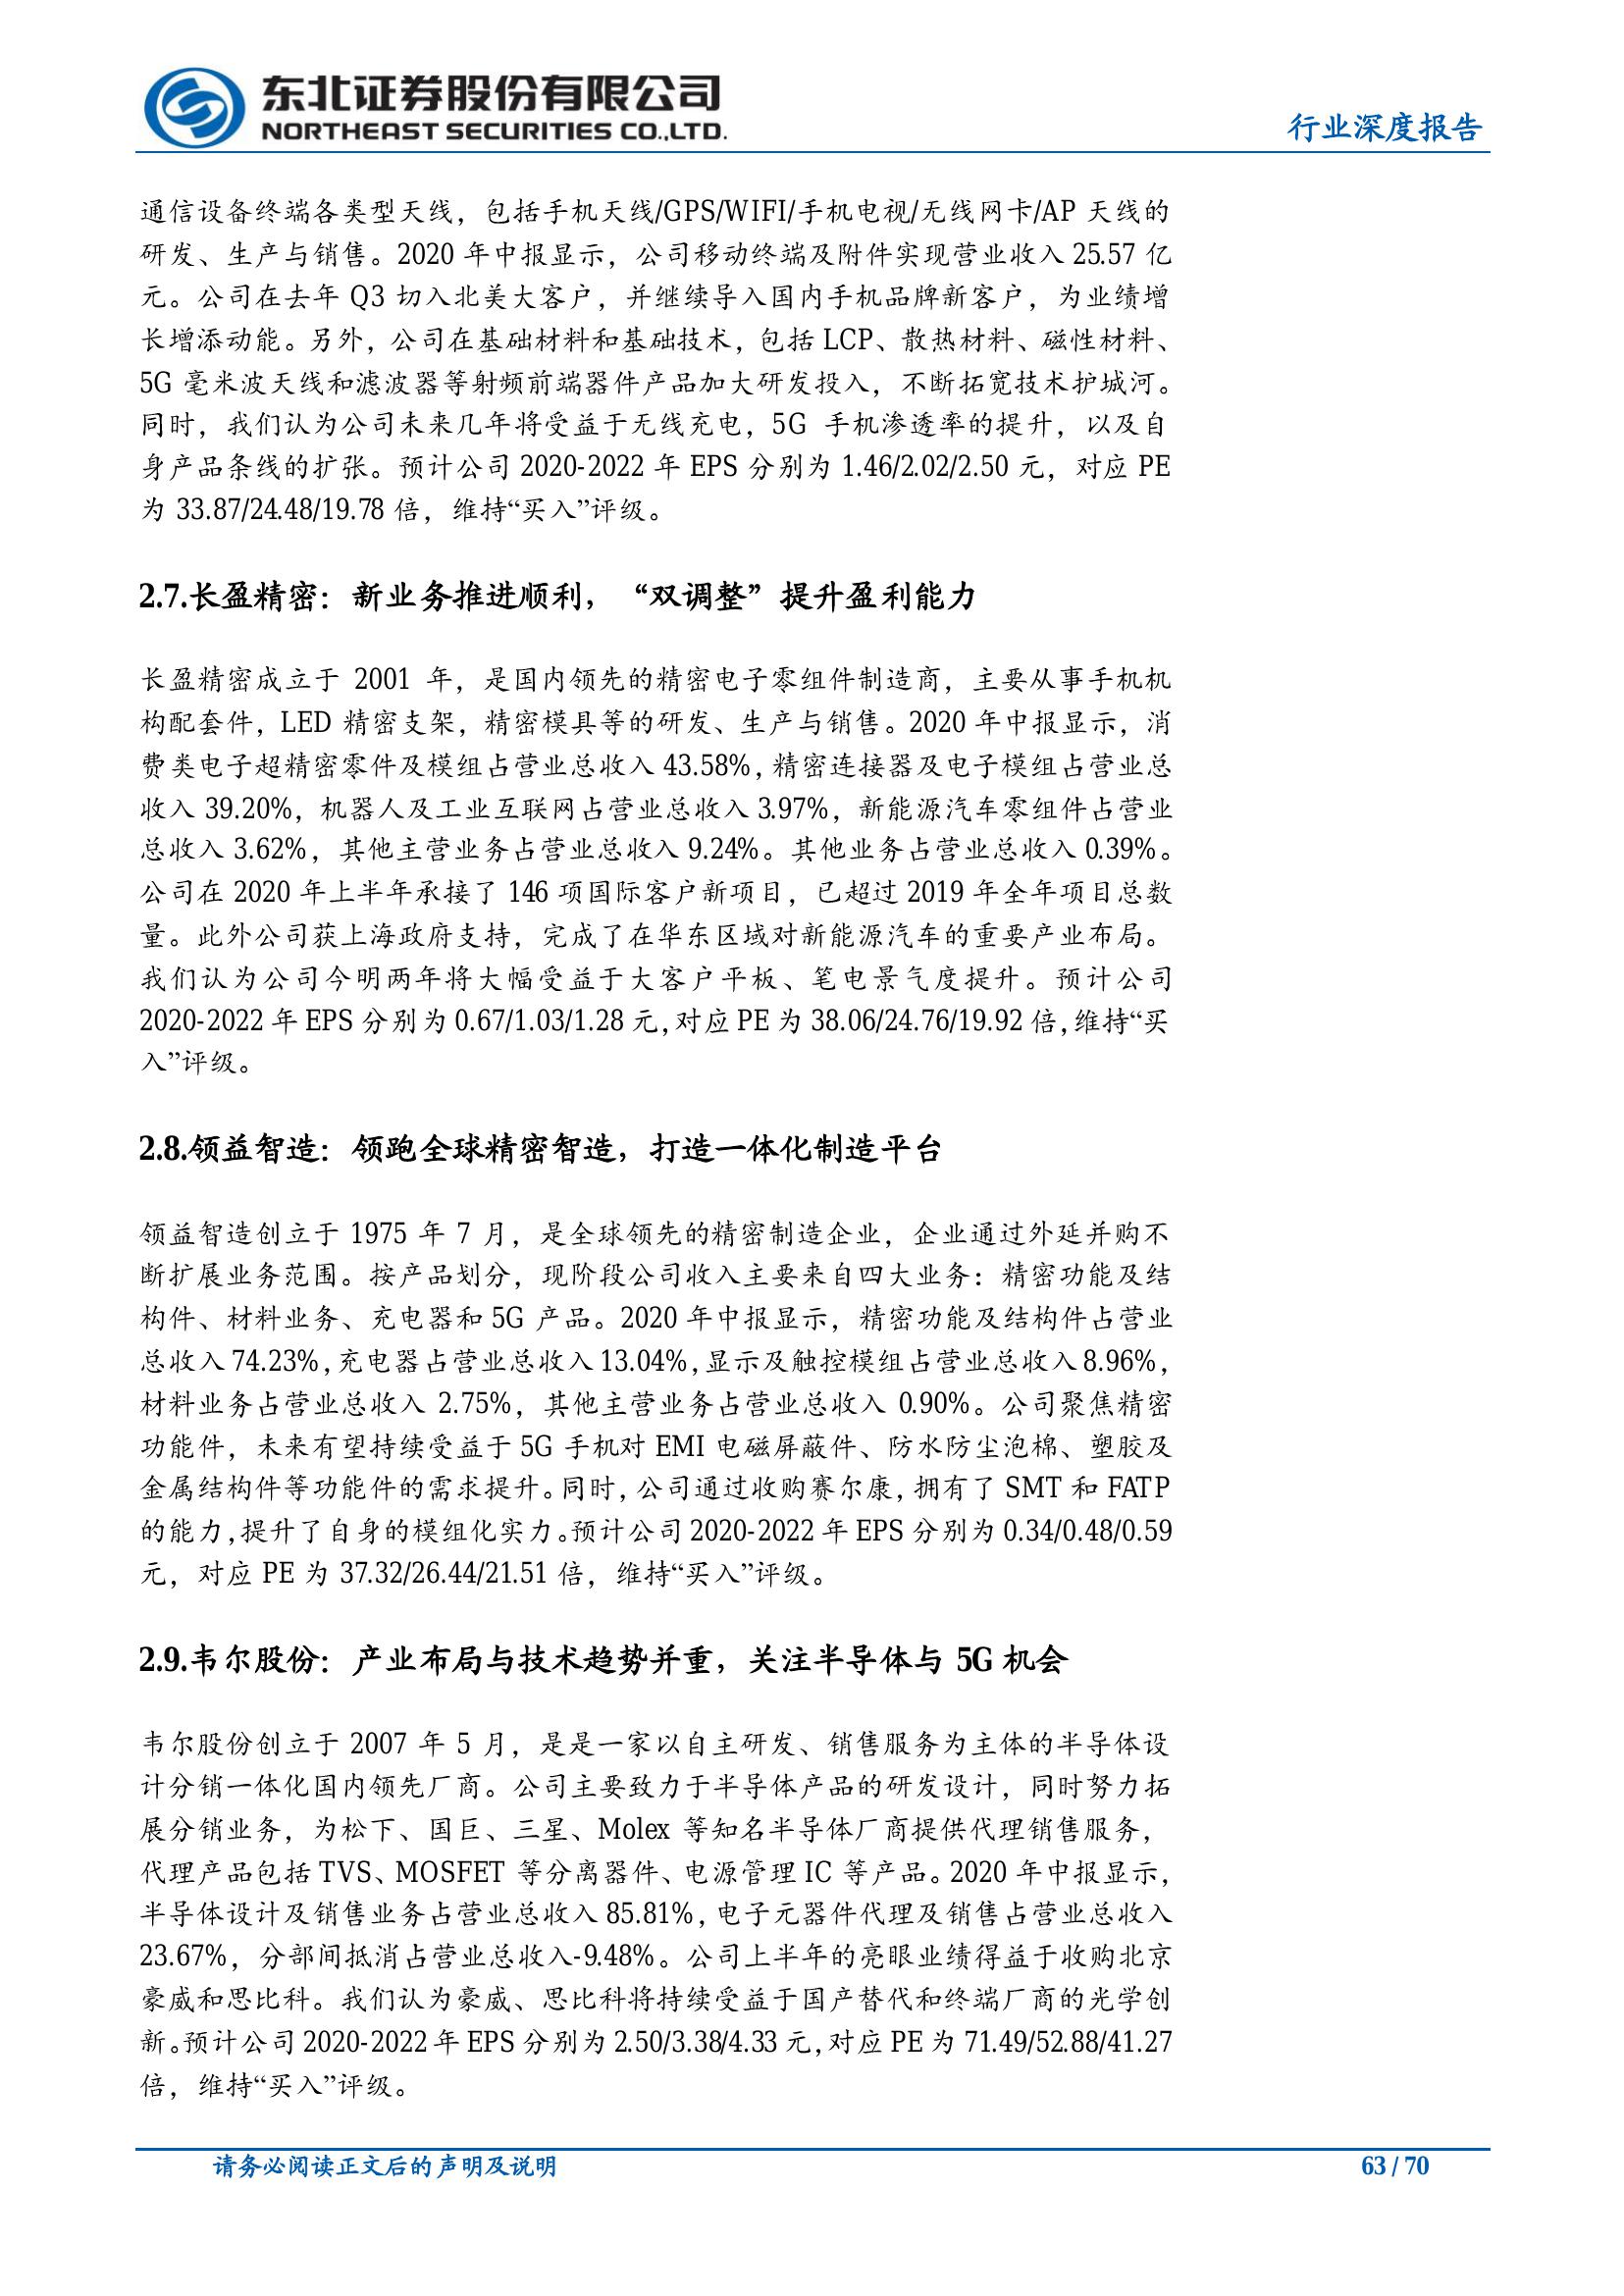 东北证券股份有限公司
NORTHEAST SECURITIES CO.,LTD.
行业深度报告
通信设备终端各类型天线，包括手机天线/GPS/WIFI/手机电视/无线网卡/AP 天线的
研发、生产与销售。2020 年中报显示，公司移动终端及附件实现营业收入 25.57 亿
元。公司在去年 Q3 切入北美大客户，并继续导入国内手机品牌新客户，为业绩增
长增添动能。另外，公司在基础材料和基础技术，包括 LCP、散热材料、磁性材料、
5G 毫米波天线和滤波器等射频前端器件产品加大研发投入，不断拓宽技术护城河。
同时，我们认为公司未来几年将受益于无线充电，5G 手机渗透率的提升，以及自
身产品条线的扩张。预计公司 2020-2022 年 EPS 分别为 1.46/2.02/2.50 元，对应 PE
为 33.87/24.48/19.78 倍，维持“买入”评级。
2.7.长盈精密：新业务推进顺利，“双调整”提升盈利能力
长盈精密成立于 2001 年，是国内领先的精密电子零组件制造商，主要从事手机机
构配套件，LED 精密支架，精密模具等的研发、生产与销售。2020 年中报显示，消
费类电子超精密零件及模组占营业总收入 43.58%，精密连接器及电子模组占营业总
收入 39.20%，机器人及工业互联网占营业总收入 3.97%，新能源汽车零组件占营业
总收入 3.62%，其他主营业务占营业总收入 9.24%。其他业务占营业总收入 0.39%。
公司在 2020 年上半年承接了 146 项国际客户新项目，已超过 2019 年全年项目总数
量。此外公司获上海政府支持，完成了在华东区域对新能源汽车的重要产业布局。
我们认为公司今明两年将大幅受益于大客户平板、笔电景气度提升。预计公司
2020-2022 年 EPS 分别为 0.67/1.03/1.28 元，对应 PE 为 38.06/24.76/19.92 倍，维持“买
入”评级。
2.8.领益智造：领跑全球精密智造，打造一体化制造平台
领益智造创立于 1975 年 7 月，是全球领先的精密制造企业，企业通过外延并购不
断扩展业务范围。按产品划分，现阶段公司收入主要来自四大业务：精密功能及结
构件、材料业务、充电器和 5G 产品。2020 年中报显示，精密功能及结构件占营业
总收入 74.23%，充电器占营业总收入 13.04%，显示及触控模组占营业总收入 8.96%，
材料业务占营业总收入 2.75%，其他主营业务占营业总收入 0.90%。公司聚焦精密
功能件，未来有望持续受益于 5G 手机对 EMI 电磁屏蔽件、防水防尘泡棉、塑胶及
金属结构件等功能件的需求提升。同时，公司通过收购赛尔康，拥有了 SMT 和 FATP
的能力，提升了自身的模组化实力。预计公司 2020-2022 年 EPS 分别为 0.34/0.48/0.59
元，对应 PE 为 37.32/26.44/21.51 倍，维持“买入”评级。
2.9.韦尔股份：产业布局与技术趋势并重，关注半导体与 5G 机会
韦尔股份创立于 2007 年 5 月，是是一家以自主研发、销售服务为主体的半导体设
计分销一体化国内领先厂商。公司主要致力于半导体产品的研发设计，同时努力拓
展分销业务，为松下、国巨、三星、Molex 等知名半导体厂商提供代理销售服务，
代理产品包括 TVS、MOSFET 等分离器件、电源管理 IC 等产品。2020 年中报显示，
半导体设计及销售业务占营业总收入 85.81%，电子元器件代理及销售占营业总收入
23.67%，分部间抵消占营业总收入-9.48%。公司上半年的亮眼业绩得益于收购北京
豪威和思比科。我们认为豪威、思比科将持续受益于国产替代和终端厂商的光学创
新。预计公司 2020-2022 年 EPS 分别为 2.50/3.38/4.33 元，对应 PE 为 71.49/52.88/41.27
倍，维持“买入”评级。
请务必阅读正文后的声明及说明
63 / 70